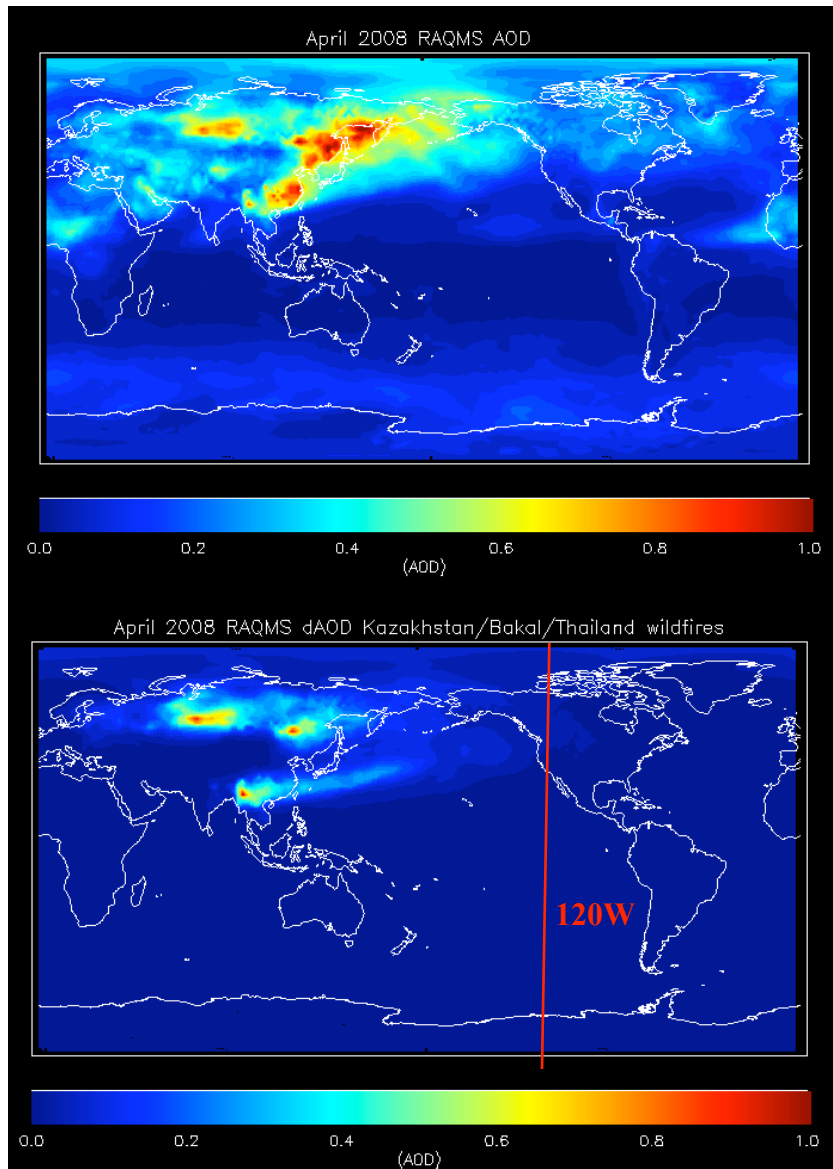 April 2008 RAQMS AOD
0.0 0.2 0.4 0.6 0.8 1.0
(AOD)
April 2008 RAQMS dAOD Kazakhstan/Bakal/Thailand wildfires
120W
0.0 0.2 0.4 0.6 0.8 1.0
(AOD)